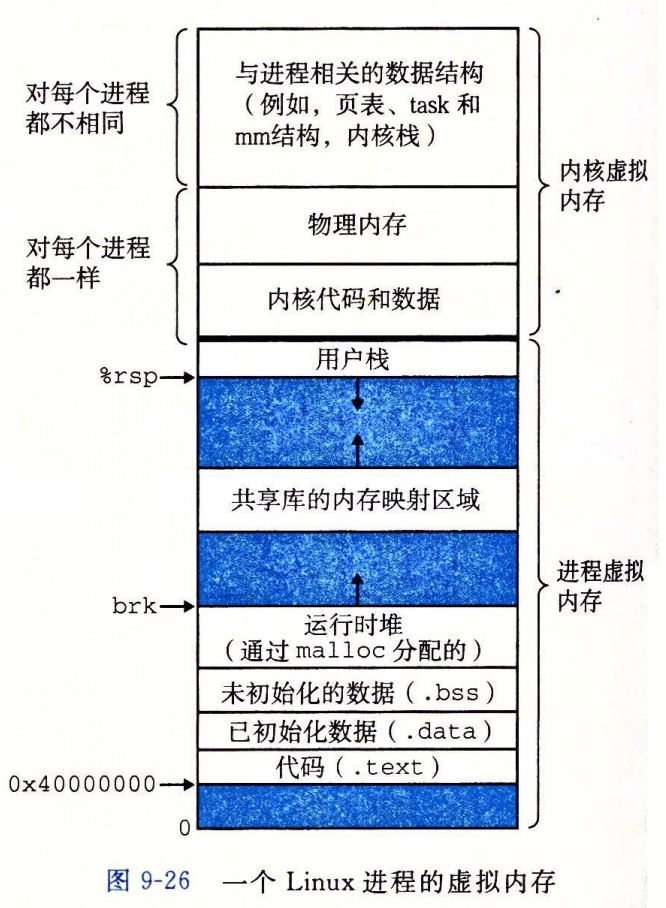 对每个进程
都不相同
与进程相关的数据结构
（例如，页表、task 和
mm结构，内核栈）
内核虚拟
内存
对每个进程
都一样
物理内存
内核代码和数据
用户栈
%rsp
共享库的内存映射区域
进程虚拟
内存
brk
运行时堆
（通过 malloc 分配的）
未初始化的数据（.bss）
已初始化数据（.data）
代码（.text）
0x40000000
0
图 9-26 一个 Linux 进程的虚拟内存